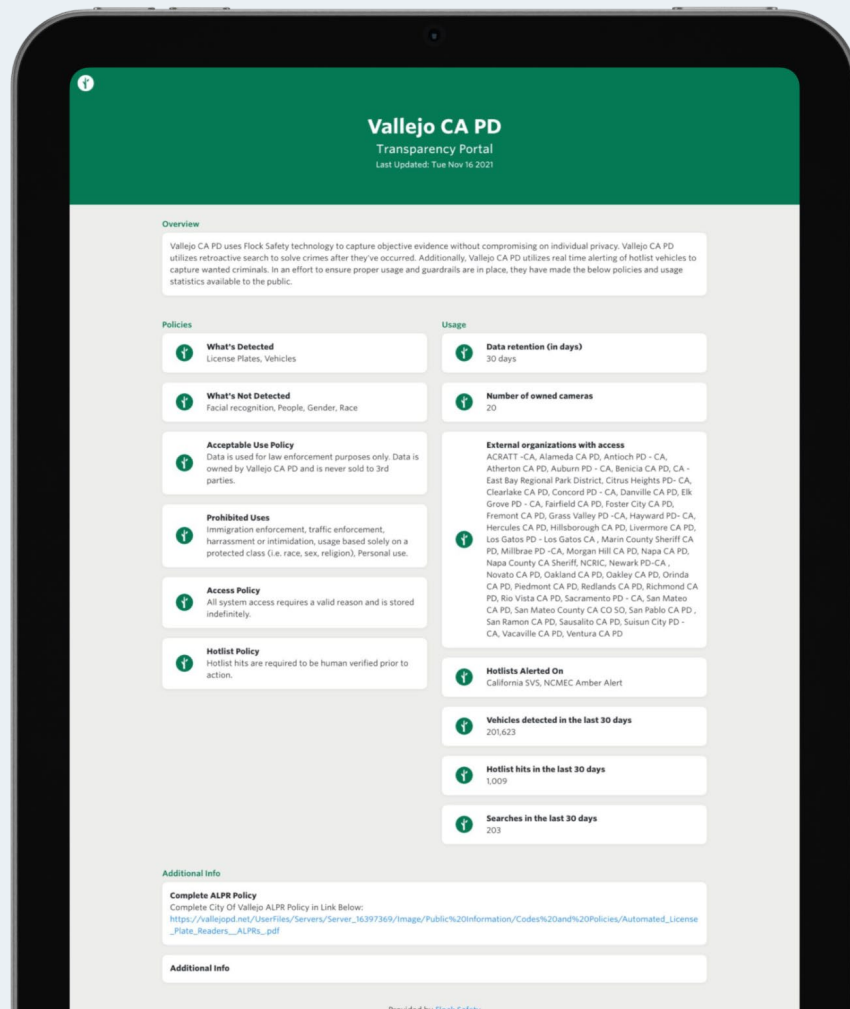 Vallejo CA PD
Transparency Portal
Last Updated: Tue Nov 16 2021
Overview
Vallejo CA PD uses Flock Safety technology to capture objective evidence without compromising on individual privacy. Vallejo CA PD
utilizes retroactive search to solve crimes after they've occurred. Additionally, Vallejo CA PD utilizes real time alerting of hotlist vehicles to
capture wanted criminals. In an effort to ensure proper usage and guardrails are in place, they have made the below policies and usage
statistics available to the public.
Policies
What's Detected
License Plates, Vehicles
What's Not Detected
Facial recognition, People, Gender, Race
Acceptable Use Policy
Data is used for law enforcement purposes only. Data is
owned by Vallejo CA PD and is never sold to 3rd
parties.
Prohibited Uses
Immigration enforcement, traffic enforcement,
harrassment or intimidation, usage based solely on a
protected class (i.e. race, sex, religion), Personal use.
Access Policy
All system access requires a valid reason and is stored
indefinitely.
Hotlist Policy
Hotlist hits are required to be human verified prior to
action.
Usage
Data retention (in days)
30 days
Number of owned cameras
20
External organizations with access
ACRATT -CA, Alameda CA PD, Antioch PD - CA,
Atherton CA PD, Auburn PD - CA, Benicia CA PD, CA -
East Bay Regional Park District, Citrus Heights PD- CA,
Clearlake CA PD, Concord PD - CA, Danville CA PD, Elk
Grove PD - CA, Fairfield CA PD, Foster City CA PD,
Fremont CA PD, Grass Valley PD -CA, Hayward PD- CA,
Hercules CA PD, Hillsborough CA PD, Livermore CA PD,
Los Gatos PD - Los Gatos CA , Marin County Sheriff CA
PD, Millbrae PD -CA, Morgan Hill CA PD, Napa CA PD,
Napa County CA Sheriff, NCRIC, Newark PD-CA ,
Novato CA PD, Oakland CA PD, Oakley CA PD, Orinda
CA PD, Piedmont CA PD, Redlands CA PD, Richmond CA
PD, Rio Vista CA PD, Sacramento PD - CA, San Mateo
CA PD, San Mateo County CA CO SO, San Pablo CA PD ,
San Ramon CA PD, Sausalito CA PD, Suisun City PD -
CA, Vacaville CA PD, Ventura CA PD
Hotlists Alerted On
California SVS, NCMEC Amber Alert
Vehicles detected in the last 30 days
201,623
Hotlist hits in the last 30 days
1,009
Searches in the last 30 days
203
Additional Info
Complete ALPR Policy
Complete City Of Vallejo ALPR Policy in Link Below:
https://vallejopd.net/UserFiles/Servers/Server_16397369/Image/Public%20Information/Codes%20and%20Policies/Automated_License
_Plate_Readers__ALPRs_.pdf
Additional Info
Provided by Flock Safety